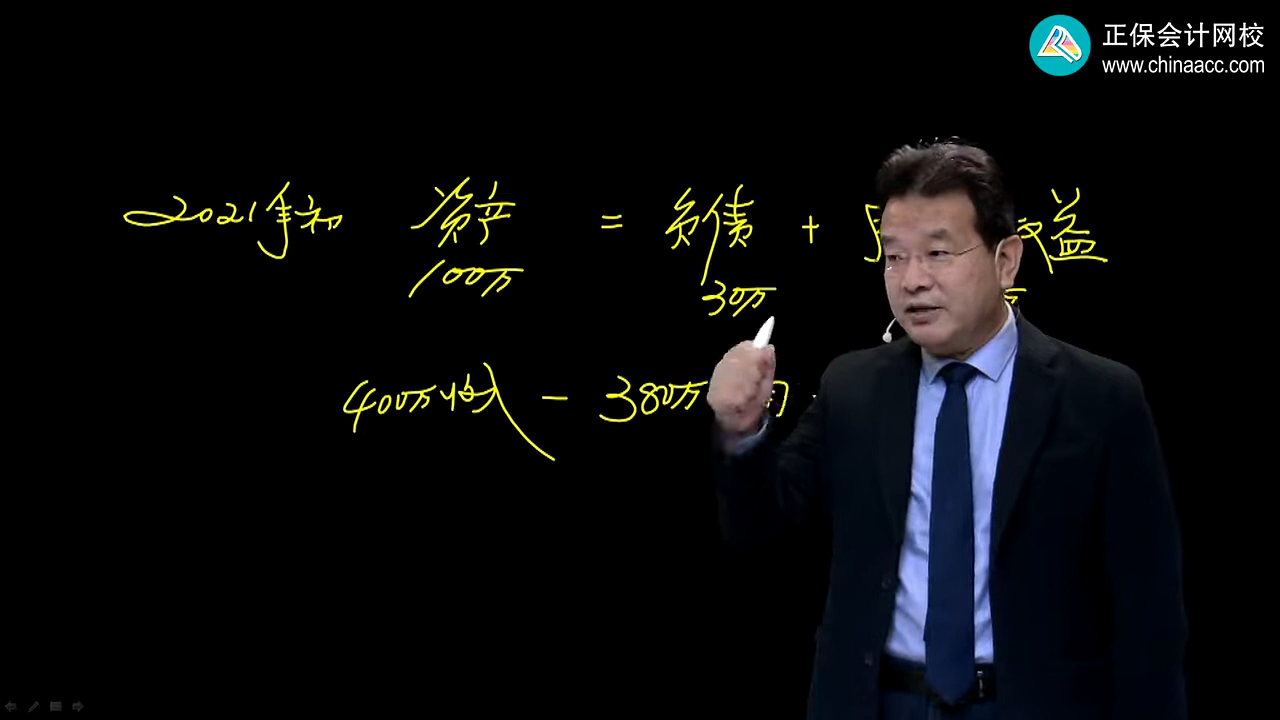 正保会计网校
www.chinaacc.com
2021年初 资产 = 负债 + 益
100万 30万
400万收入 - 380万